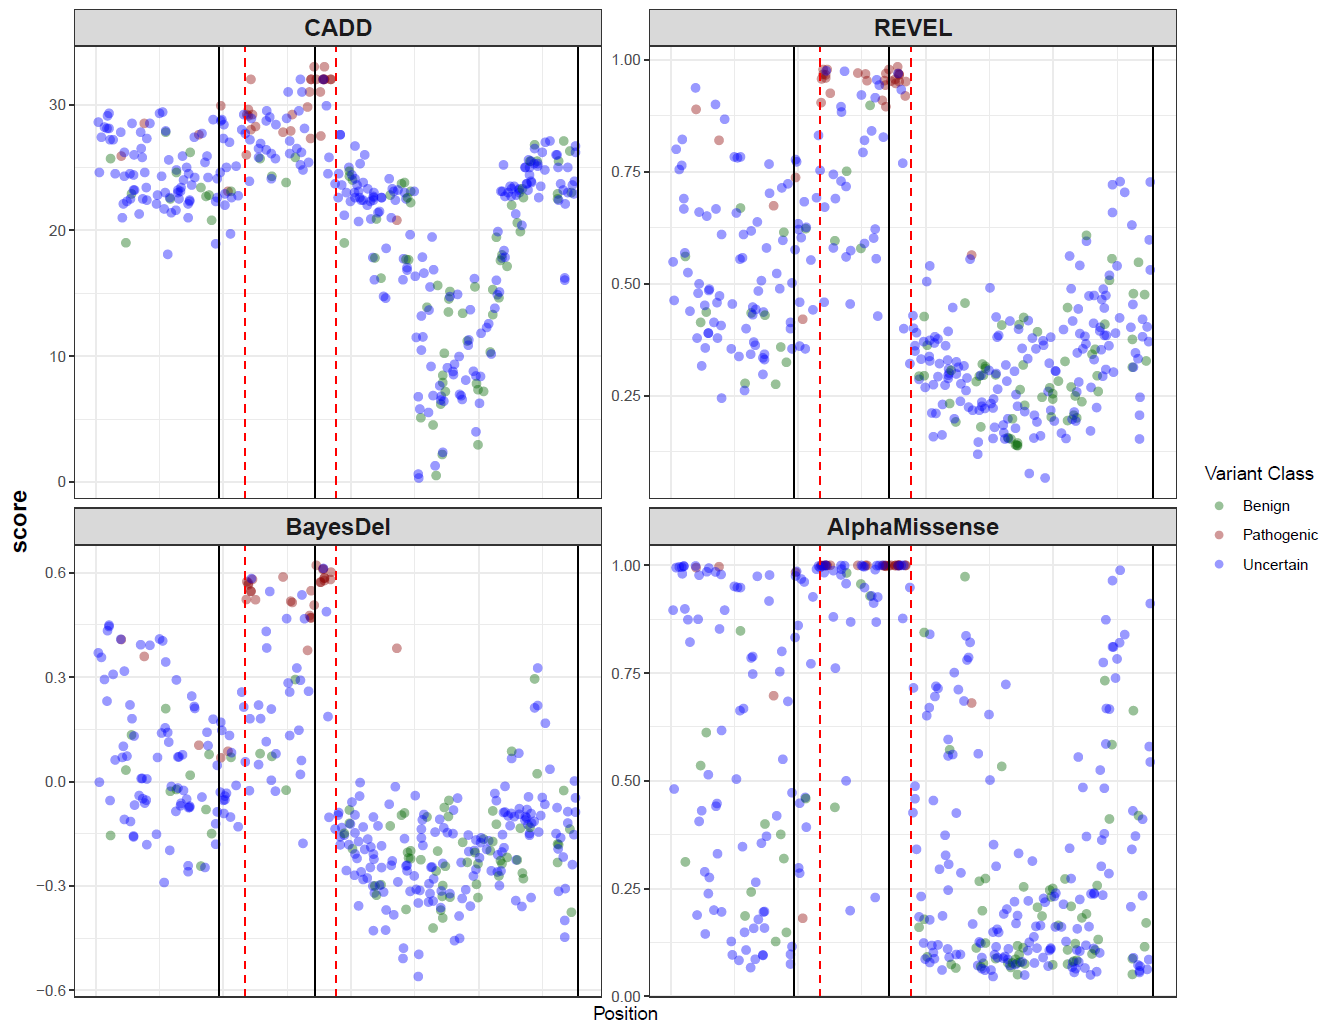 CADD
REVEL
30
20
10
0
1.00
0.75
0.50
0.25
score
BayesDel
AlphaMissense
0.6
0.3
0.0
−0.3
−0.6
1.00
0.75
0.50
0.25
0.00
Position
Variant Class
Benign
Pathogenic
Uncertain